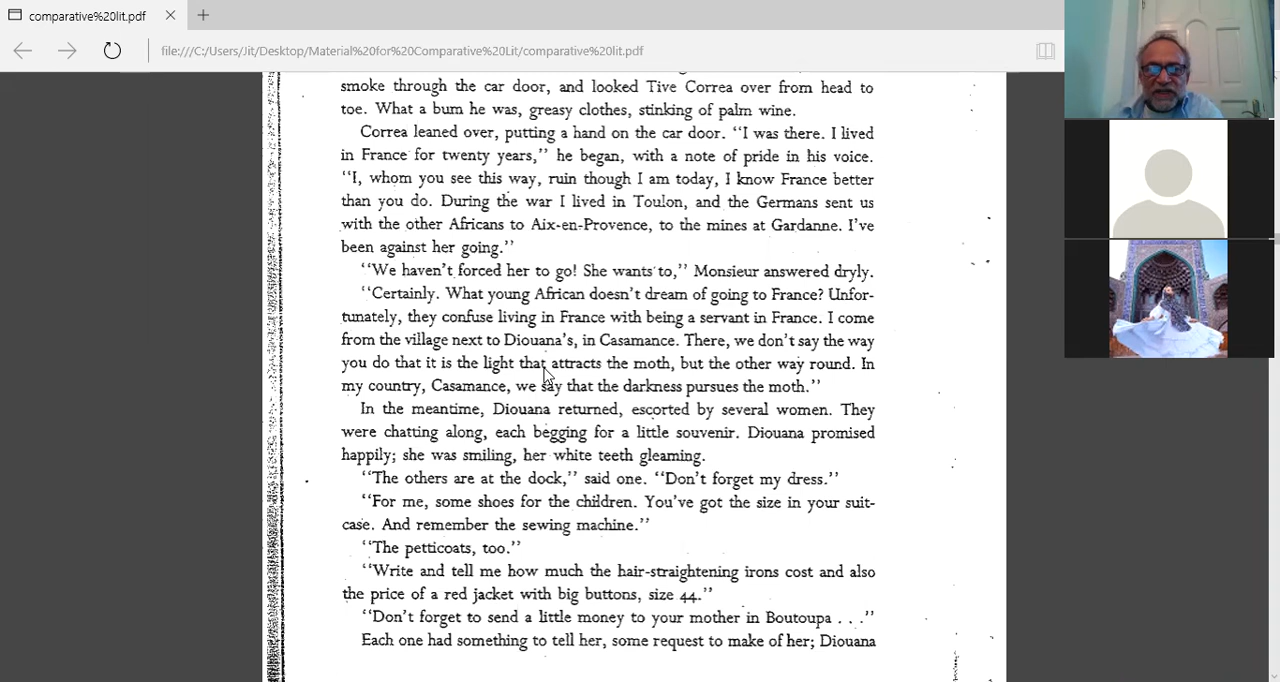 comparative%20lit.pdf
file:///C:/Users/Jit/Desktop/Material%20for%20Comparative%20Lit/comparative%20lit.pdf
smoke through the car door, and looked Tive Correa over from head to
toe. What a bum he was, greasy clothes, stinking of palm wine.
Correa leaned over, putting a hand on the car door. “I was there. I lived
in France for twenty years,” he began, with a note of pride in his voice.
“I, whom you see this way, ruin though I am today, I know France better
than you do. During the war I lived in Toulon, and the Germans sent us
with the other Africans to Aix-en-Provence, to the mines at Gardanne. I’ve
been against her going.”
“We haven’t forced her to go! She wants to,” Monsieur answered dryly.
“Certainly. What young African doesn’t dream of going to France? Unfor-
tunately, they confuse living in France with being a servant in France. I come
from the village next to Diouana’s, in Casamance. There, we don’t say the way
you do that it is the light that attracts the moth, but the other way round. In
my country, Casamance, we say that the darkness pursues the moth.”
In the meantime, Diouana returned, escorted by several women. They
were chatting along, each begging for a little souvenir. Diouana promised
happily; she was smiling, her white teeth gleaming.
“The others are at the dock,” said one. “Don’t forget my dress.”
“For me, some shoes for the children. You’ve got the size in your suit-
case. And remember the sewing machine.”
“The petticoats, too.”
“Write and tell me how much the hair-straightening irons cost and also
the price of a red jacket with big buttons, size 44.”
“Don’t forget to send a little money to your mother in Boutoupa . . .”
Each one had something to tell her, some request to make of her; Diouana